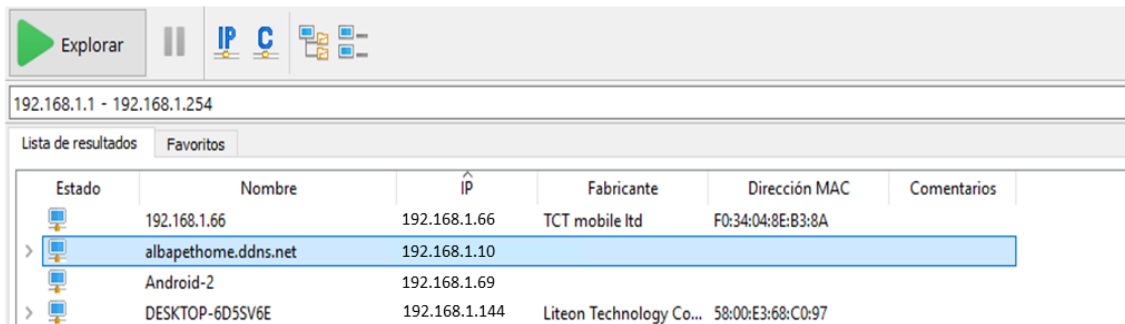 Explorar IP C
192.168.1.1 - 192.168.1.254
Lista de resultados Favoritos
Estado Nombre IP Fabricante Dirección MAC Comentarios
192.168.1.66 192.168.1.66 TCT mobile ltd F0:34:04:8E:B3:8A
albapethome.ddns.net 192.168.1.10
Android-2 192.168.1.69
DESKTOP-6D5SV6E 192.168.1.144 Liteon Technology Co... 58:00:E3:68:C0:97